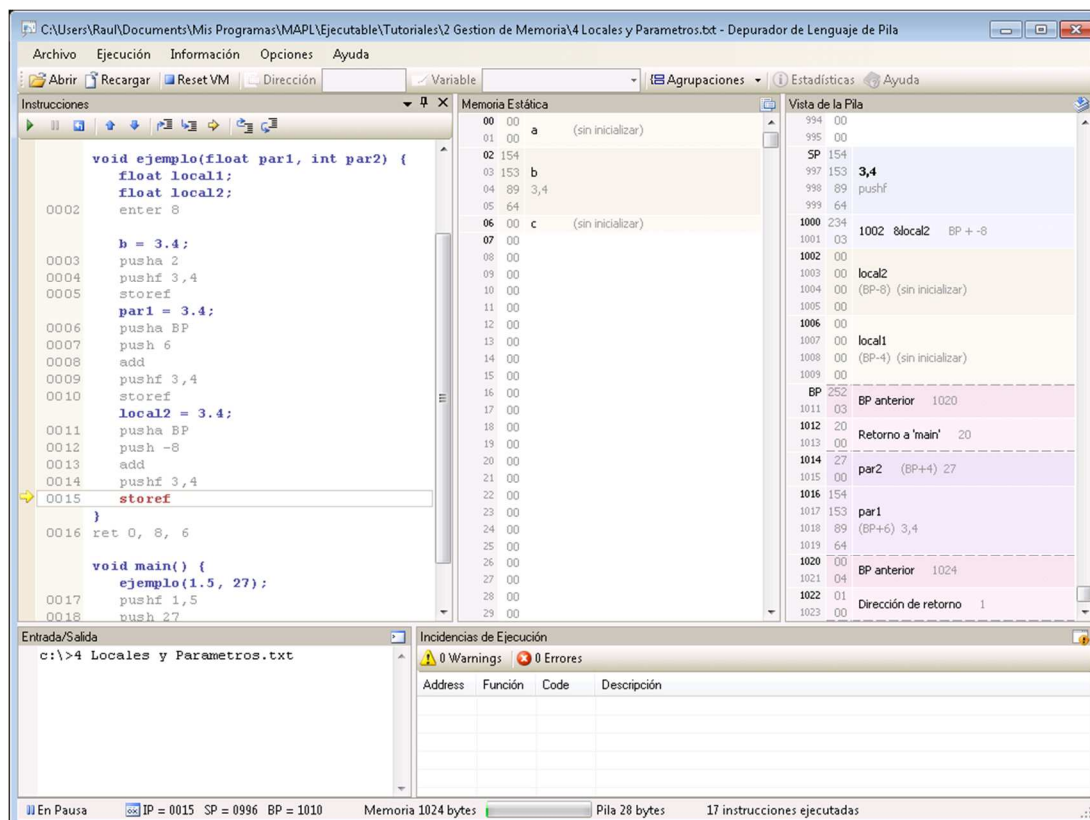 C:\Users\Raul\Documents\Mis Programas\MAPL\Ejecutable\Tutoriales\2 Gestion de Memoria\4 Locales y Parametros.txt - Depurador de Lenguaje de Pila
Archivo Ejecución Información Opciones Ayuda
Abrir Recargar Reset VM Dirección Variable Agrupaciones Estadísticas Ayuda
Instrucciones
void ejemplo(float par1, int par2) {
float local1;
float local2;
0002 enter 8
b = 3.4;
0003 pusha 2
0004 pushf 3,4
0005 storef
par1 = 3.4;
0006 pusha BP
0007 push 6
0008 add
0009 pushf 3,4
0010 storef
local2 = 3.4;
0011 pusha BP
0012 push -8
0013 add
0014 pushf 3,4
0015 storef
}
0016 ret 0, 8, 6
void main() {
ejemplo(1.5, 27);
0017 pushf 1,5
0018 push 27
Memoria Estática
00 00
a (sin inicializar)
01 00
02 154
03 153 b
04 89 3,4
05 64
06 00 c (sin inicializar)
07 00
08 00
09 00
10 00
11 00
12 00
13 00
14 00
15 00
16 00
17 00
18 00
19 00
20 00
21 00
22 00
23 00
24 00
25 00
26 00
27 00
28 00
29 00
Vista de la Pila
994 00
995 00
SP 154
997 153 3,4
998 89 pushf
999 64
1000 234
1002 &local2 BP + -8
1001 03
1002 00
1003 00 local2
1004 00 (BP-8) (sin inicializar)
1005 00
1006 00
1007 00 local1
1008 00 (BP-4) (sin inicializar)
1009 00
BP 252
BP anterior 1020
1011 03
1012 20
Retorno a 'main' 20
1013 00
1014 27
par2 (BP+4) 27
1015 00
1016 154
1017 153 par1
1018 89 (BP+6) 3,4
1019 64
1020 00
BP anterior 1024
1021 04
1022 01
Dirección de retorno 1
1023 00
Entrada/Salida
c:\>4 Locales y Parametros.txt
Incidencias de Ejecución
0 Warnings 0 Errores
Address Función Code Descripción
En Pausa IP = 0015 SP = 0996 BP = 1010 Memoria 1024 bytes Pila 28 bytes 17 instrucciones ejecutadas